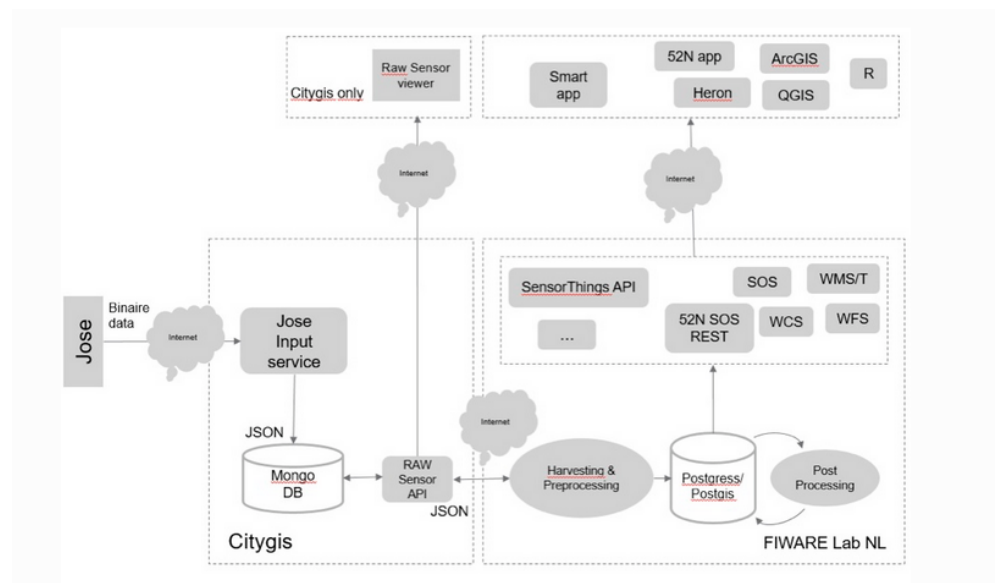 Raw Sensor
viewer
Citygis only
Smart
app
52N app
Heron
ArcGIS
QGIS
R
Internet
Internet
Jose
Binaire
data
Internet
Jose
Input
service
JSON
Mongo
DB
RAW
Sensor
API
JSON
Citygis
Internet
SensorThings API
...
SOS
WMS/T
52N SOS
REST
WCS
WFS
Harvesting &
Preprocessing
Postgress/
Postgis
Post
Processing
FIWARE Lab NL